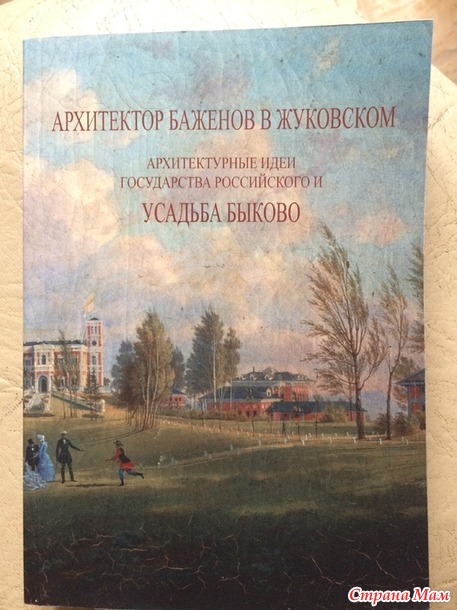 АРХИТЕКТОР БАЖЕНОВ В ЖУКОВСКОМ
АРХИТЕКТУРНЫЕ ИДЕИ
ГОСУДАРСТВА РОССИЙСКОГО И
УСАДЬБА БЫКОВО
Страна Мам